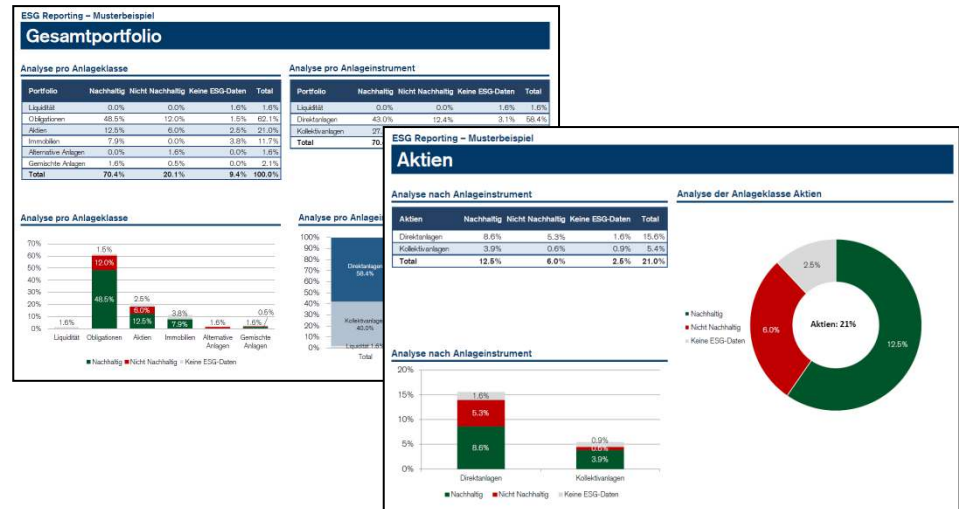 ESG Reporting – Musterbeispiel
Gesamtportfolio
Analyse pro Anlageklasse
Portfolio Nachhaltig Nicht Nachhaltig Keine ESG-Daten Total
Liquidität 0.0% 0.0% 1.6% 1.6%
Obligationen 48.5% 12.0% 1.5% 62.1%
Aktien 12.5% 6.0% 2.5% 21.0%
Immobilien 7.9% 0.0% 3.8% 11.7%
Alternative Anlagen 0.0% 1.6% 0.0% 1.6%
Gemischte Anlagen 1.6% 0.5% 0.0% 2.1%
Total 70.4% 20.1% 9.4% 100.0%
Analyse pro Anlageinstrument
Portfolio Nachhaltig Nicht Nachhaltig Keine ESG-Daten Total
Liquidität 0.0% 0.0% 1.6% 1.6%
Direktanlagen 43.0% 12.4% 3.1% 58.4%
Kollektivanlagen 27.
Total 70.
Analyse pro Anlageklasse
70%
60%
50%
40%
30%
20%
10%
0%
1.6%
1.5%
12.0%
48.5%
2.5%
6.0%
12.5%
3.8%
7.9%
1.6%
0.5%
1.6% /
Liquidität Obligationen Aktien Immobilien Alternative Anlagen Gemischte Anlagen
Nachhaltig Nicht Nachhaltig Keine ESG-Daten
Analyse pro Anlagei
100%
90%
80%
70%
60%
50%
40%
30%
20%
10%
0%
Direktanlagen
58.4%
Kollektivanlage
40.0%
Liquidität 1.6%
Total
ESG Reporting – Musterbeispiel
Aktien
Analyse nach Anlageinstrument
Aktien Nachhaltig Nicht Nachhaltig Keine ESG-Daten Total
Direktanlagen 8.6% 5.3% 1.6% 15.6%
Kollektivanlagen 3.9% 0.6% 0.9% 5.4%
Total 12.5% 6.0% 2.5% 21.0%
Analyse der Anlageklasse Aktien
2.5%
6.0%
Aktien: 21%
12.5%
Nachhaltig
Nicht Nachhaltig
Keine ESG-Daten
Analyse nach Anlageinstrument
20%
15%
10%
5%
0%
1.6%
5.3%
8.6%
0.9%
0.6%
3.9%
Direktanlagen Kollektivanlagen
Nachhaltig Nicht Nachhaltig Keine ESG-Daten